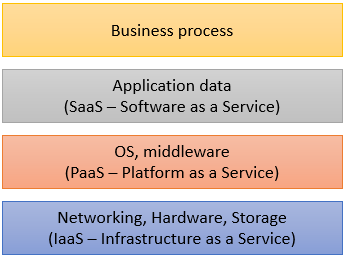 Business process
Application data
(SaaS – Software as a Service)
OS, middleware
(PaaS – Platform as a Service)
Networking, Hardware, Storage
(IaaS – Infrastructure as a Service)